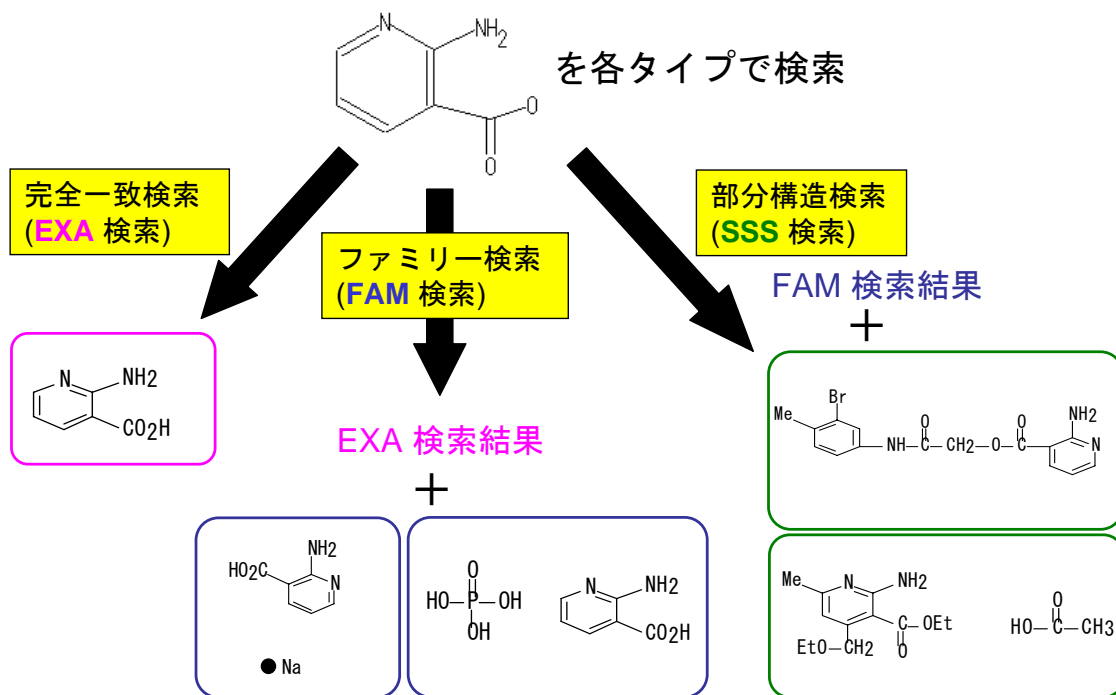 N
NH2
O
O
を各タイプで検索
完全一致検索
(EXA 検索)
ファミリー検索
(FAM 検索)
部分構造検索
(SSS 検索)
FAM 検索結果
+
N
NH2
CO2H
EXA 検索結果
+
Br
Me
NH
O
C
CH2
O
O
C
NH2
N
NH2
HO2C
N
Na
O
HO
P
OH
OH
N
NH2
CO2H
Me
N
NH2
C
OEt
O
EtO
CH2
O
HO
C
CH3